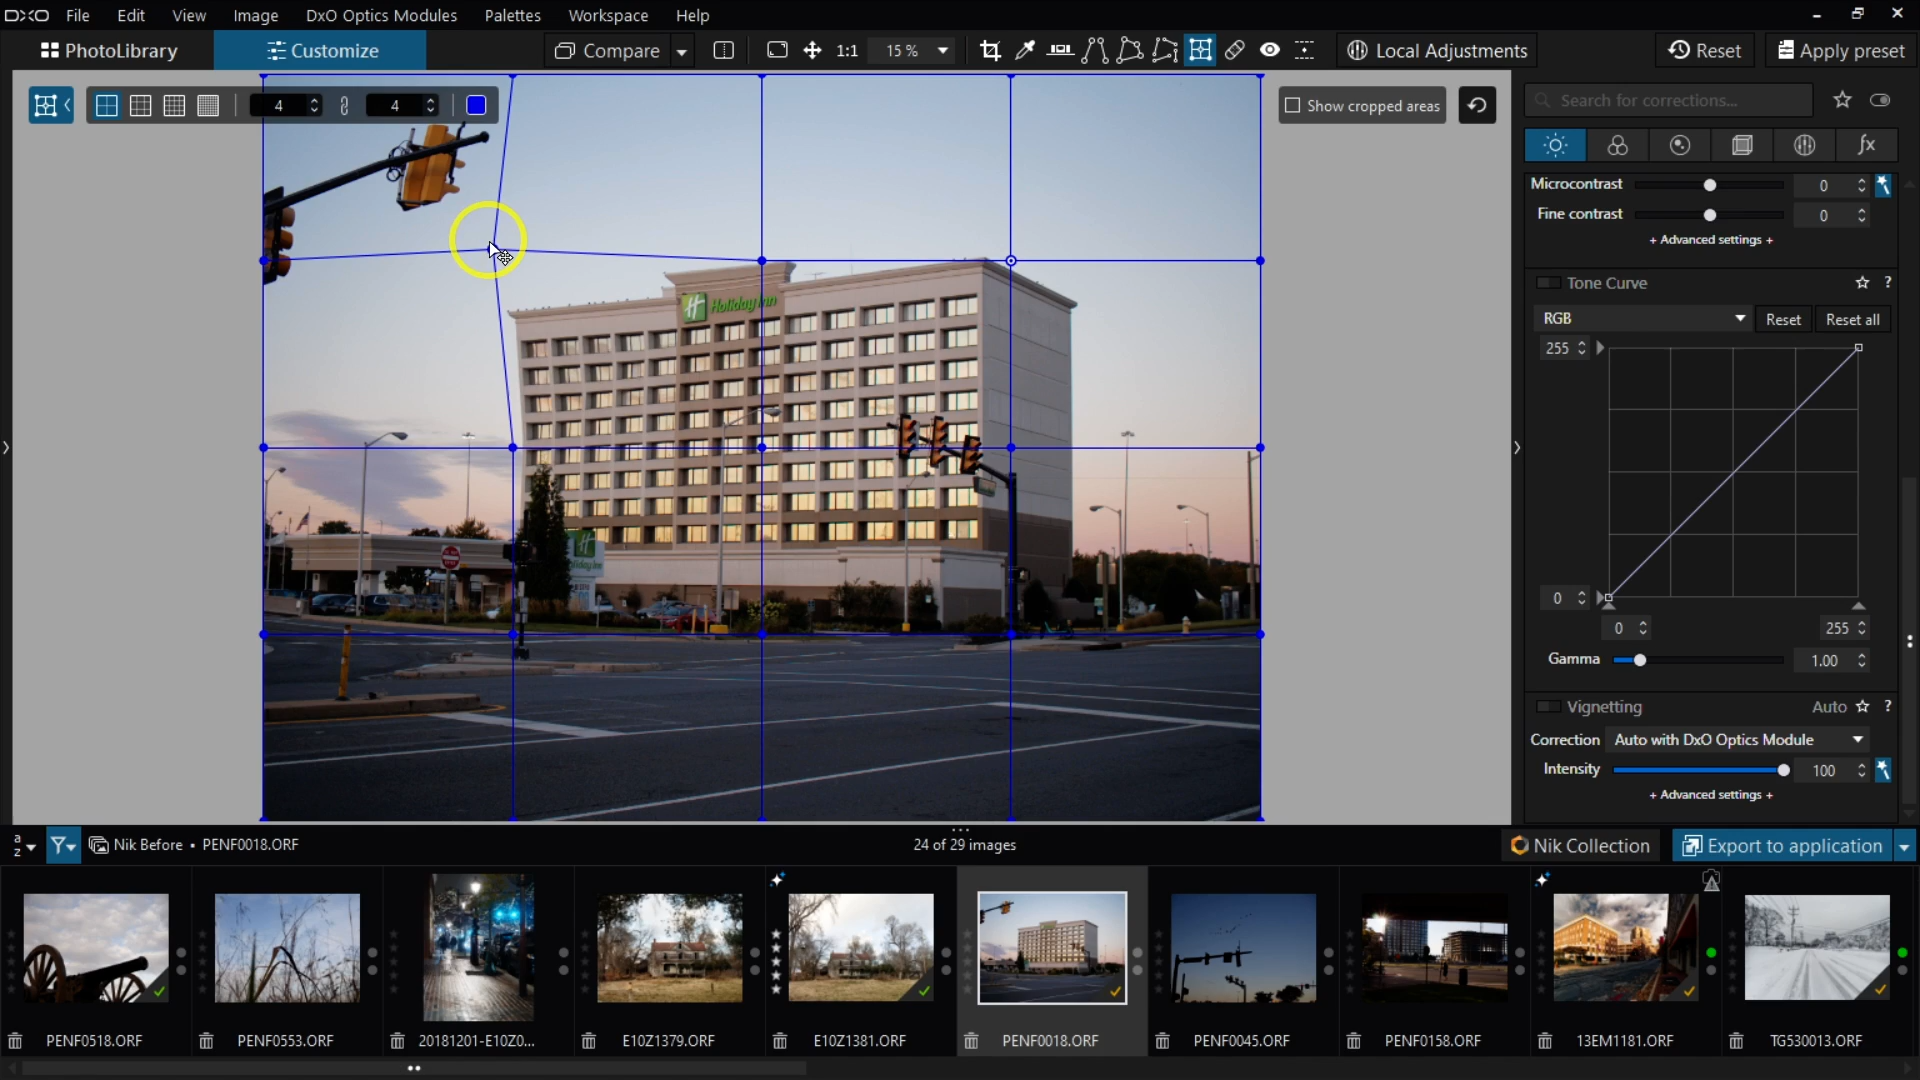 DXO File Edit View Image DxO Optics Modules Palettes Workspace Help
PhotoLibrary Customize Compare 1:1 15 % Local Adjustments Reset Apply preset
4 4 Show cropped areas Search for corrections...
Microcontrast 0
Fine contrast 0
+ Advanced settings +
Tone Curve ?
RGB Reset Reset all
255
0
0 255
Gamma 1.00
Vignetting Auto ?
Correction Auto with DxO Optics Module
Intensity 100
+ Advanced settings +
Holiday Inn
Holiday Inn
a z Nik Before • PENF0018.ORF 24 of 29 images Nik Collection Export to application
PENF0518.ORF PENF0553.ORF 20181201-E10Z0... E10Z1379.ORF E10Z1381.ORF PENF0018.ORF PENF0045.ORF PENF0158.ORF 13EM1181.ORF TG530013.ORF